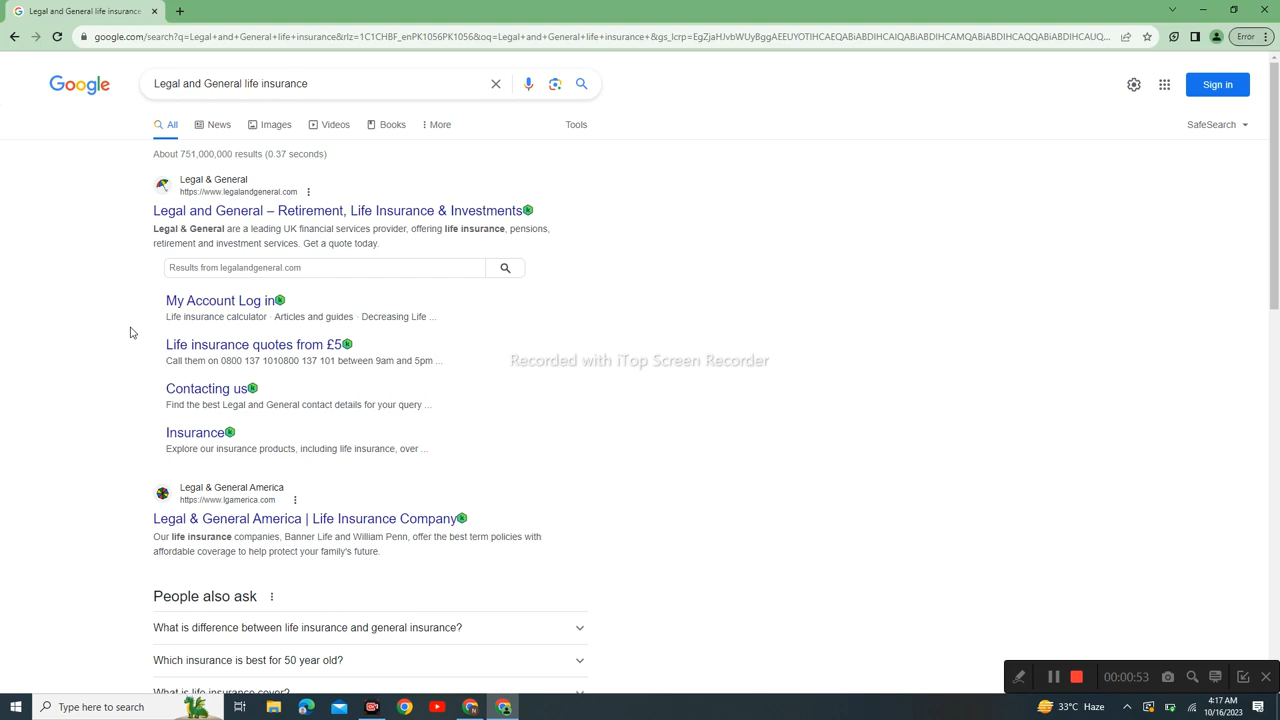 Legal and General life insurance
google.com/search?q=Legal+and+General+life+insurance&rlz=1C1CHBF_enPK1056PK1056&oq=Legal+and+General+life+insurance+&gs_lcrp=EgZjaHJvbWUyBggAEEUYOTIHCAEQABiABDIHCAIQABiABDIHCAMQABiABDIHCAQQABiABDIHCAUQ...
Error
Google
Legal and General life insurance
Sign in
All News Images Videos Books More Tools
SafeSearch
About 751,000,000 results (0.37 seconds)
Legal & General
https://www.legalandgeneral.com
Legal and General – Retirement, Life Insurance & Investments
Legal & General are a leading UK financial services provider, offering life insurance, pensions,
retirement and investment services. Get a quote today.
Results from legalandgeneral.com
My Account Log in
Life insurance calculator · Articles and guides · Decreasing Life ...
Life insurance quotes from £5
Call them on 0800 137 1010800 137 101 between 9am and 5pm ...
Contacting us
Find the best Legal and General contact details for your query ...
Insurance
Explore our insurance products, including life insurance, over ...
Recorded with iTop Screen Recorder
Legal & General America
https://www.lgamerica.com
Legal & General America | Life Insurance Company
Our life insurance companies, Banner Life and William Penn, offer the best term policies with
affordable coverage to help protect your family's future.
People also ask
What is difference between life insurance and general insurance?
Which insurance is best for 50 year old?
What is life insurance cover?
00:00:53
Type here to search
33°C Haze
4:17 AM
10/16/2023